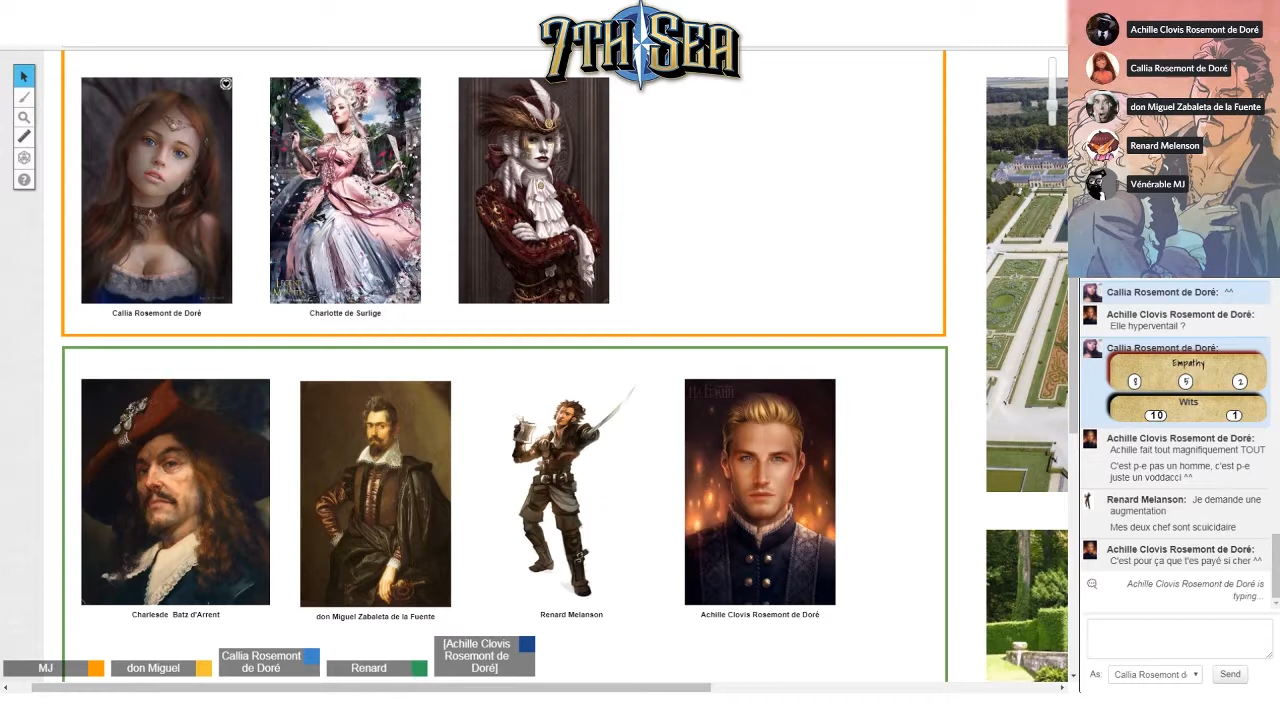 7TH SEA
Callia Rosemont de Doré
Charlotte de Surlige
Charlesde Batz d'Arrent
don Miguel Zabaleta de la Fuente
Renard Melanson
Achille Clovis Rosemont de Doré
MJ
don Miguel
Callia Rosemont
de Doré
Renard
[Achille Clovis
Rosemont de
Doré]
Achille Clovis Rosemont de Doré
Callia Rosemont de Doré
don Miguel Zabaleta de la Fuente
Renard Melenson
Vénérable MJ
Callia Rosemont de Doré: ^^
Achille Clovis Rosemont de Doré:
Elle hyperventail ?
Callia Rosemont de Doré:
Empathy
8 5 2
Wits
10 1
Achille Clovis Rosemont de Doré:
Achille fait tout magnifiquement TOUT
C'est p-e pas un homme, c'est p-e
juste un voddacci ^^
Renard Melanson: Je demande une
augmentation
Mes deux chef sont scuicidaire
Achille Clovis Rosemont de Doré:
C'est pour ça que t'es payé si cher ^^
Achille Clovis Rosemont de Doré is
typing...
As: Callia Rosemont d Send